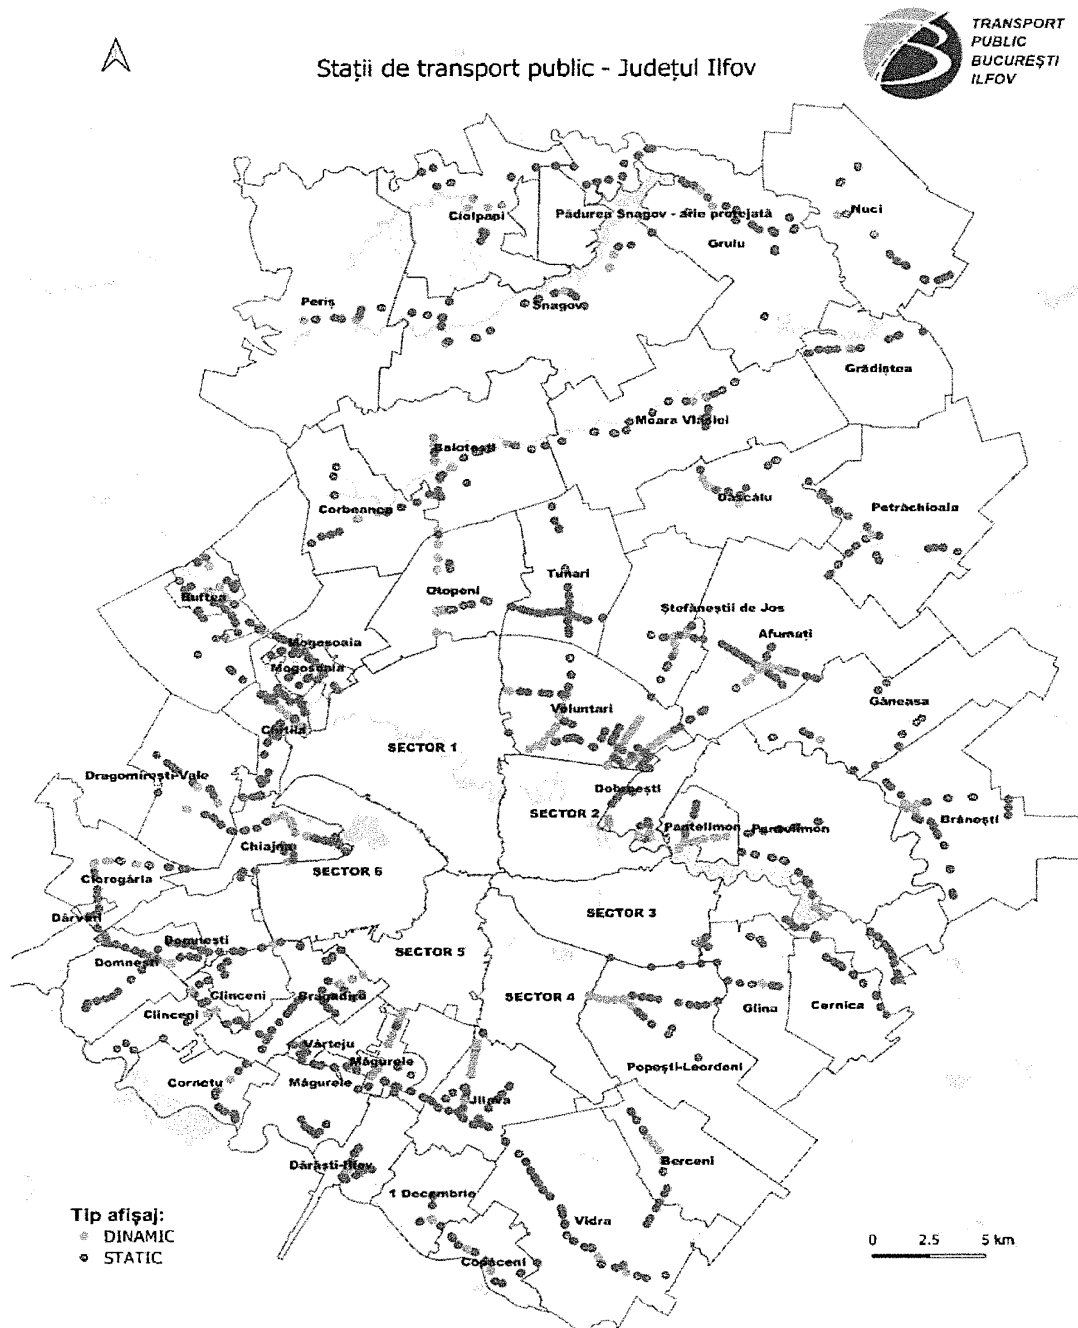 TRANSPORT
PUBLIC
BUCUREȘTI
ILFOV
Stații de transport public - Județul Ilfov
Ciolpani
Pădurea Snagov - arie protejată
Nuci
Gruiu
Periș
Snagov
Grădiștea
Moara Vlăsiei
Balotești
Dascălu
Corbeanca
Petrăchioaia
Otopeni
Tunari
Buftea
Ștefăneștii de Jos
Afumați
Mogoșoaia
Mogoșoaia
Găneasa
Voluntari
Chitila
SECTOR 1
Dragomirești-Vale
Dobroești
SECTOR 2
Brănești
Pantelimon
Pantelimon
Chiajna
SECTOR 6
Ciorogârla
SECTOR 3
Dârvari
Domnești
SECTOR 5
Domnești
SECTOR 4
Clinceni
Bragadiru
Glina
Cernica
Clinceni
Vârteju
Măgurele
Popești-Leordeni
Cornetu
Măgurele
Jilava
Dărăști-Ilfov
Berceni
1 Decembrie
Vidra
Copăceni
Tip afișaj:
DINAMIC
STATIC
0 2.5 5 km